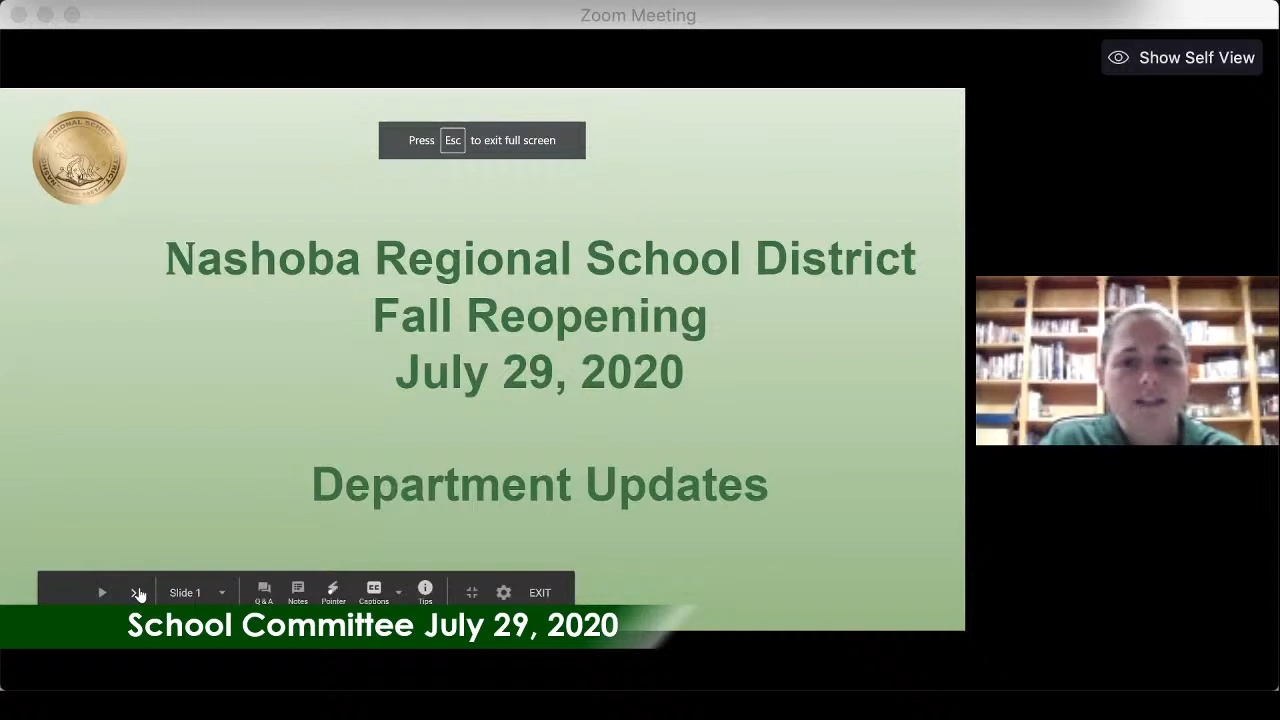 Zoom Meeting
Show Self View
Press Esc to exit full screen
Nashoba Regional School District
Fall Reopening
July 29, 2020
Department Updates
Slide 1
Q&A Notes Pointer Captions Tips
CC
EXIT
School Committee July 29, 2020